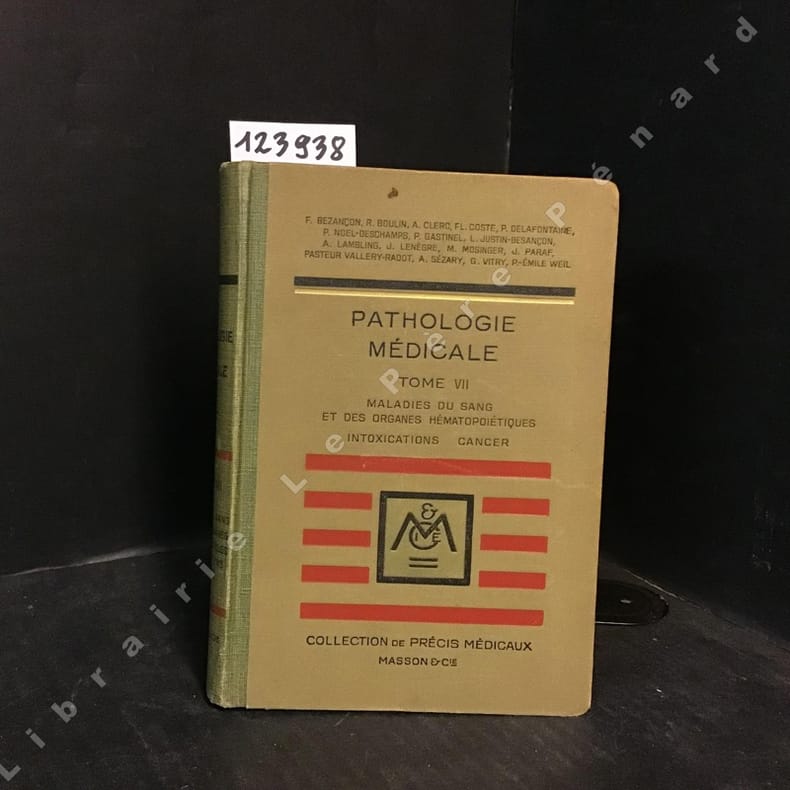 123938
F. BEZANÇON, R. BOULIN, A. CLERC, FL. COSTE, P. DELAFONTAINE,
P. NOEL-DESCHAMPS, P. GASTINEL, L. JUSTIN-BESANÇON,
A. LAMBLING, J. LENÈGRE, M. MOSINGER, J. PARAF,
PASTEUR VALLERY-RADOT, A. SÉZARY, G. VITRY, P.-ÉMILE WEIL
PATHOLOGIE
MÉDICALE
TOME VII
MALADIES DU SANG
ET DES ORGANES HÉMATOPOIÉTIQUES
INTOXICATIONS CANCER
&
M
CIE
COLLECTION DE PRÉCIS MÉDICAUX
MASSON & CIE
Librairie Le Père Pénard